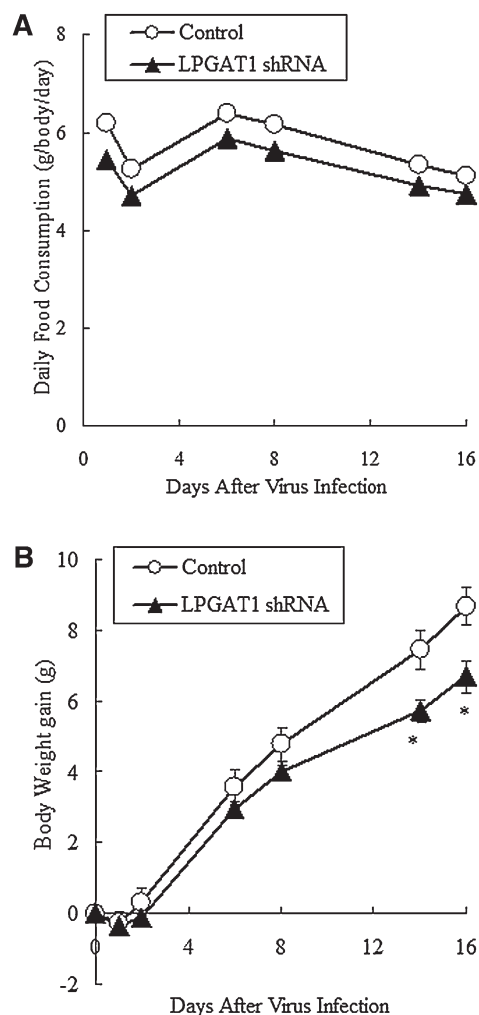 A
Control
LPGAT1 shRNA
Daily Food Consumption (g/body/day)
8
6
4
2
0
0 4 8 12 16
Days After Virus Infection
B
Control
LPGAT1 shRNA
Body Weight gain (g)
10
8
6
4
2
0
-2
0 4 8 12 16
* *
Days After Virus Infection